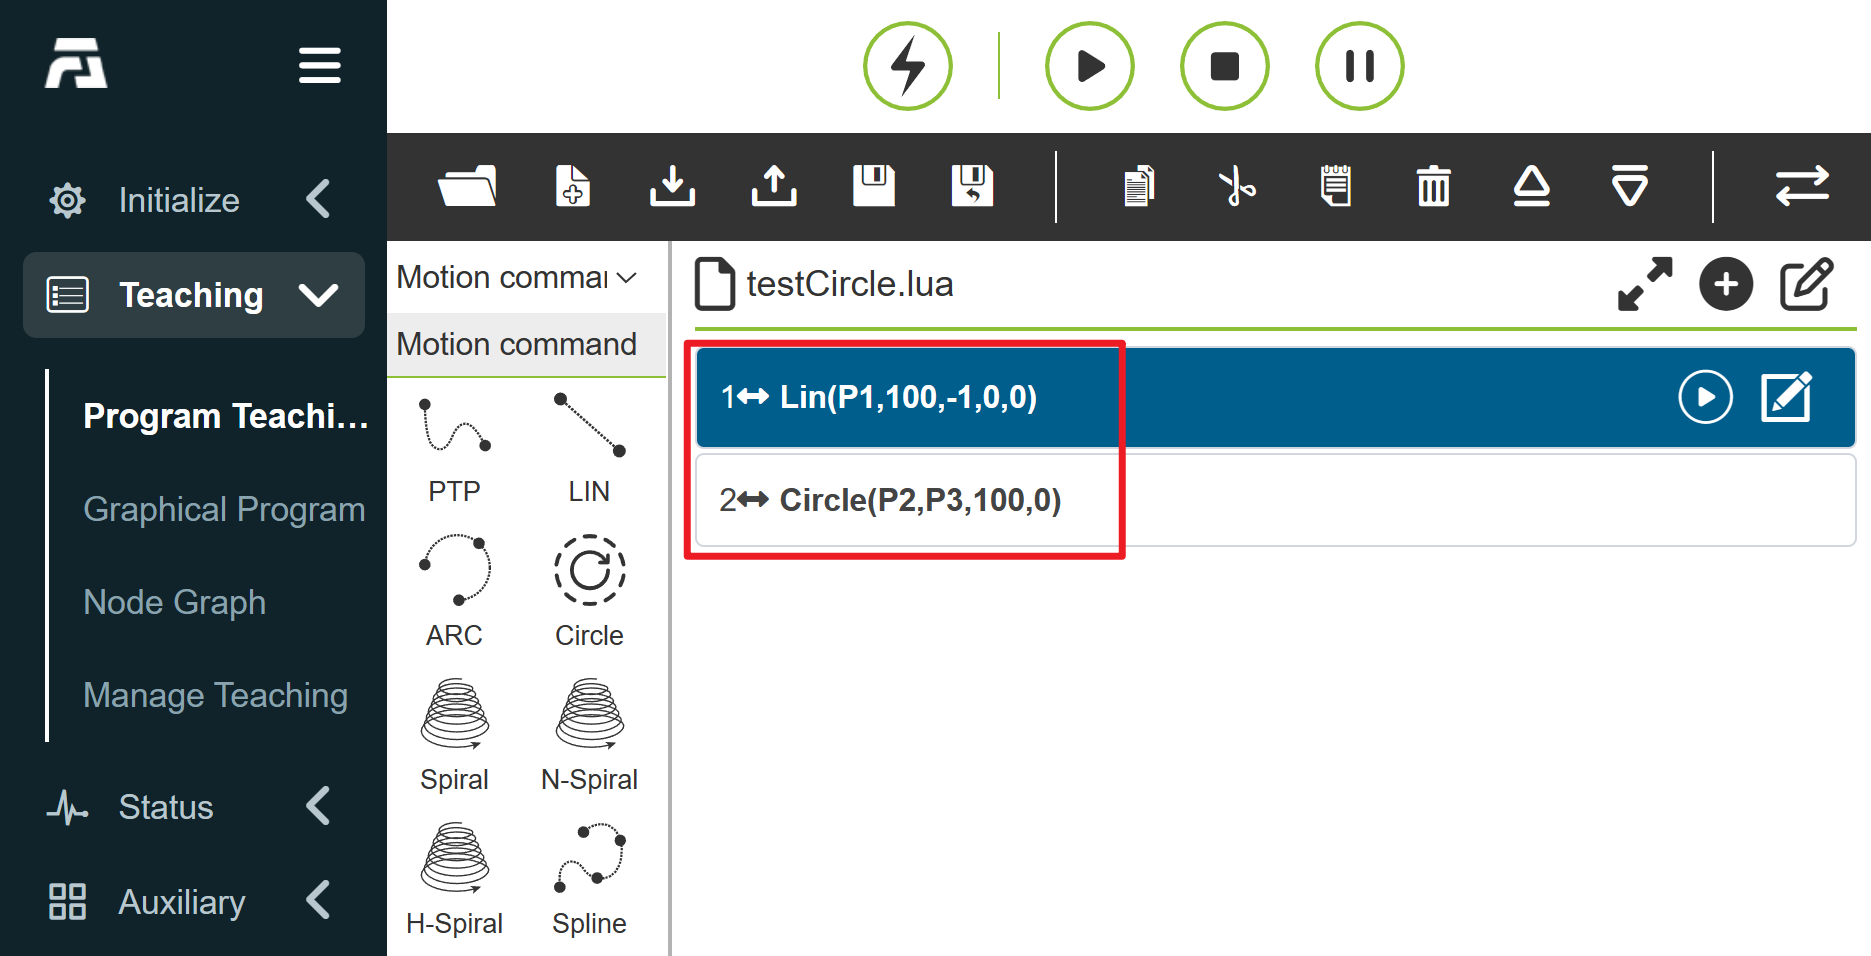 Initialize
Teaching
Program Teachi...
Graphical Program
Node Graph
Manage Teaching
Status
Auxiliary
Motion commar
Motion command
PTP
LIN
ARC
Circle
Spiral
N-Spiral
H-Spiral
Spline
testCircle.lua
1 Lin(P1,100,-1,0,0)
2 Circle(P2,P3,100,0)